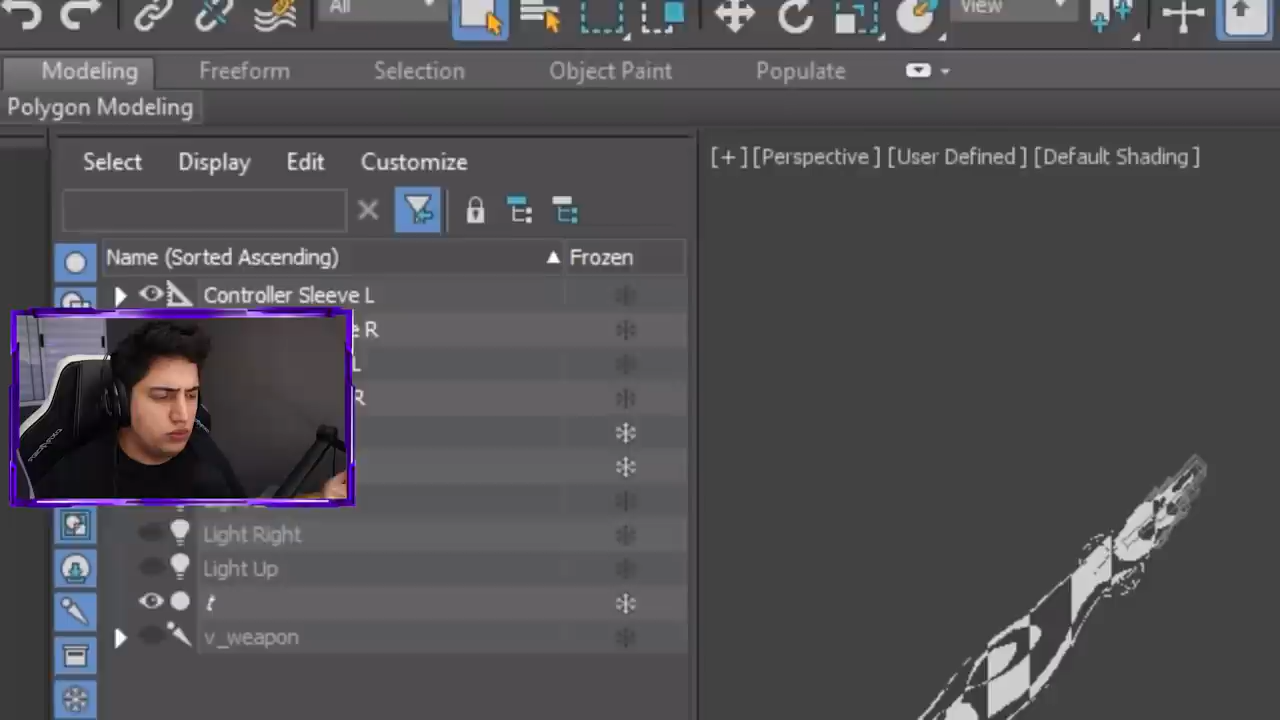 All
View
Modeling
Freeform
Selection
Object Paint
Populate
Polygon Modeling
Select
Display
Edit
Customize
[+] [Perspective] [User Defined] [Default Shading]
Name (Sorted Ascending)
Frozen
Controller Sleeve L
e R
L
R
Light Right
Light Up
t
v_weapon